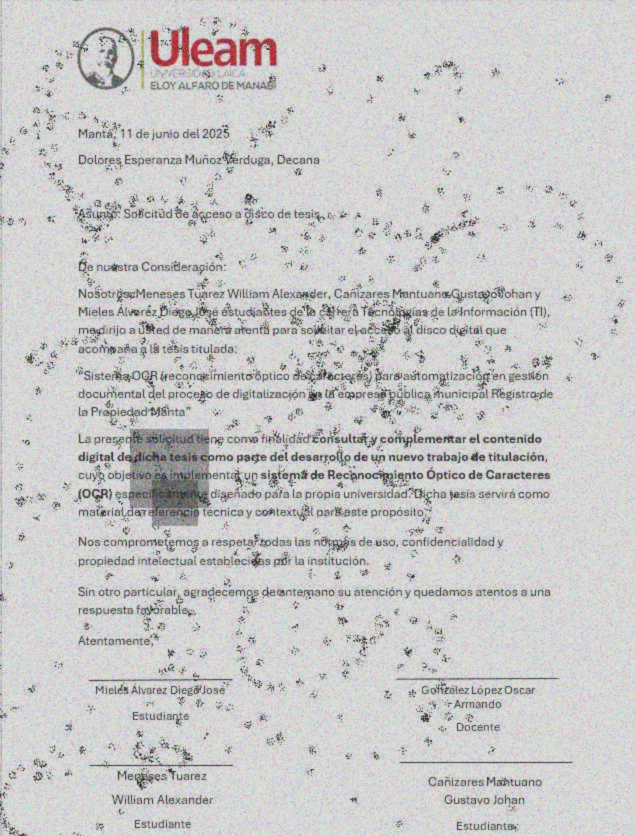 Uleam
UNIVERSIDAD LAICA
ELOY ALFARO DE MANABÍ
Manta, 11 de junio del 2025
Dolores Esperanza Muñoz Verduga, Decana
Asunto: Solicitud de acceso a disco de tesis.
De nuestra Consideración:
Nosotros, Meneses Tuarez William Alexander, Cañizares Mantuano Gustavo Johan y
Mieles Álvarez Diego José estudiantes de la carrera Tecnologías de la Información (TI),
me dirijo a usted de manera atenta para solicitar el acceso al disco digital que
acompaña a la tesis titulada:
"Sistema OCR (reconocimiento óptico de caracteres) para automatización en gestión
documental del proceso de digitalización en la empresa pública municipal Registro de
la Propiedad Manta"
La presente solicitud tiene como finalidad consultar y complementar el contenido
digital de dicha tesis como parte del desarrollo de un nuevo trabajo de titulación,
cuyo objetivo es implementar un sistema de Reconocimiento Óptico de Caracteres
(OCR) específicamente diseñado para la propia universidad. Dicha tesis servirá como
material de referencia técnica y contextual para este propósito.
Nos comprometemos a respetar todas las normas de uso, confidencialidad y
propiedad intelectual establecidas por la institución.
Sin otro particular, agradecemos de antemano su atención y quedamos atentos a una
respuesta favorable.
Atentamente,
Mieles Álvarez Diego José
Estudiante
González López Oscar
Armando
Docente
Meneses Tuarez
William Alexander
Estudiante
Cañizares Mantuano
Gustavo Johan
Estudiante